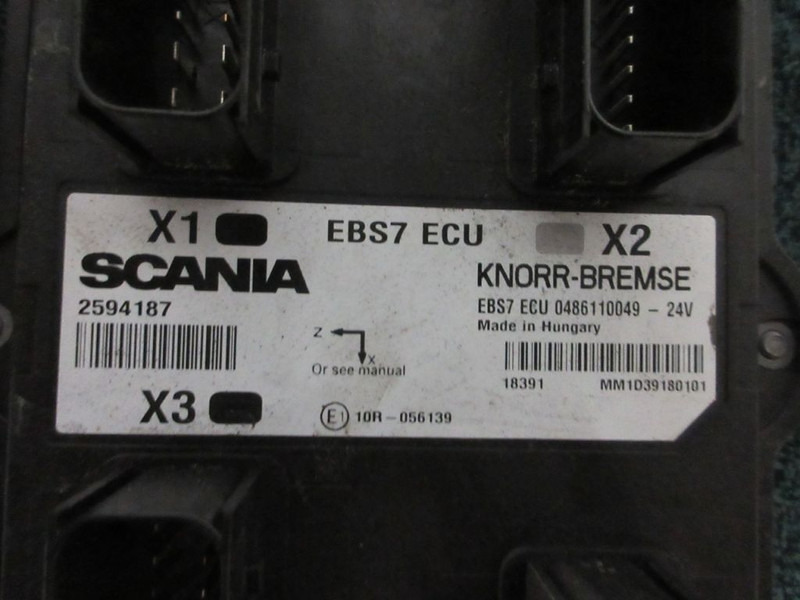 X1 EBS7 ECU X2
SCANIA KNORR-BREMSE
2594187 EBS7 ECU 0486110049 - 24V
Made in Hungary
Z
X
Or see manual
18391 MM1D39180101
X3
E1 10R - 056139